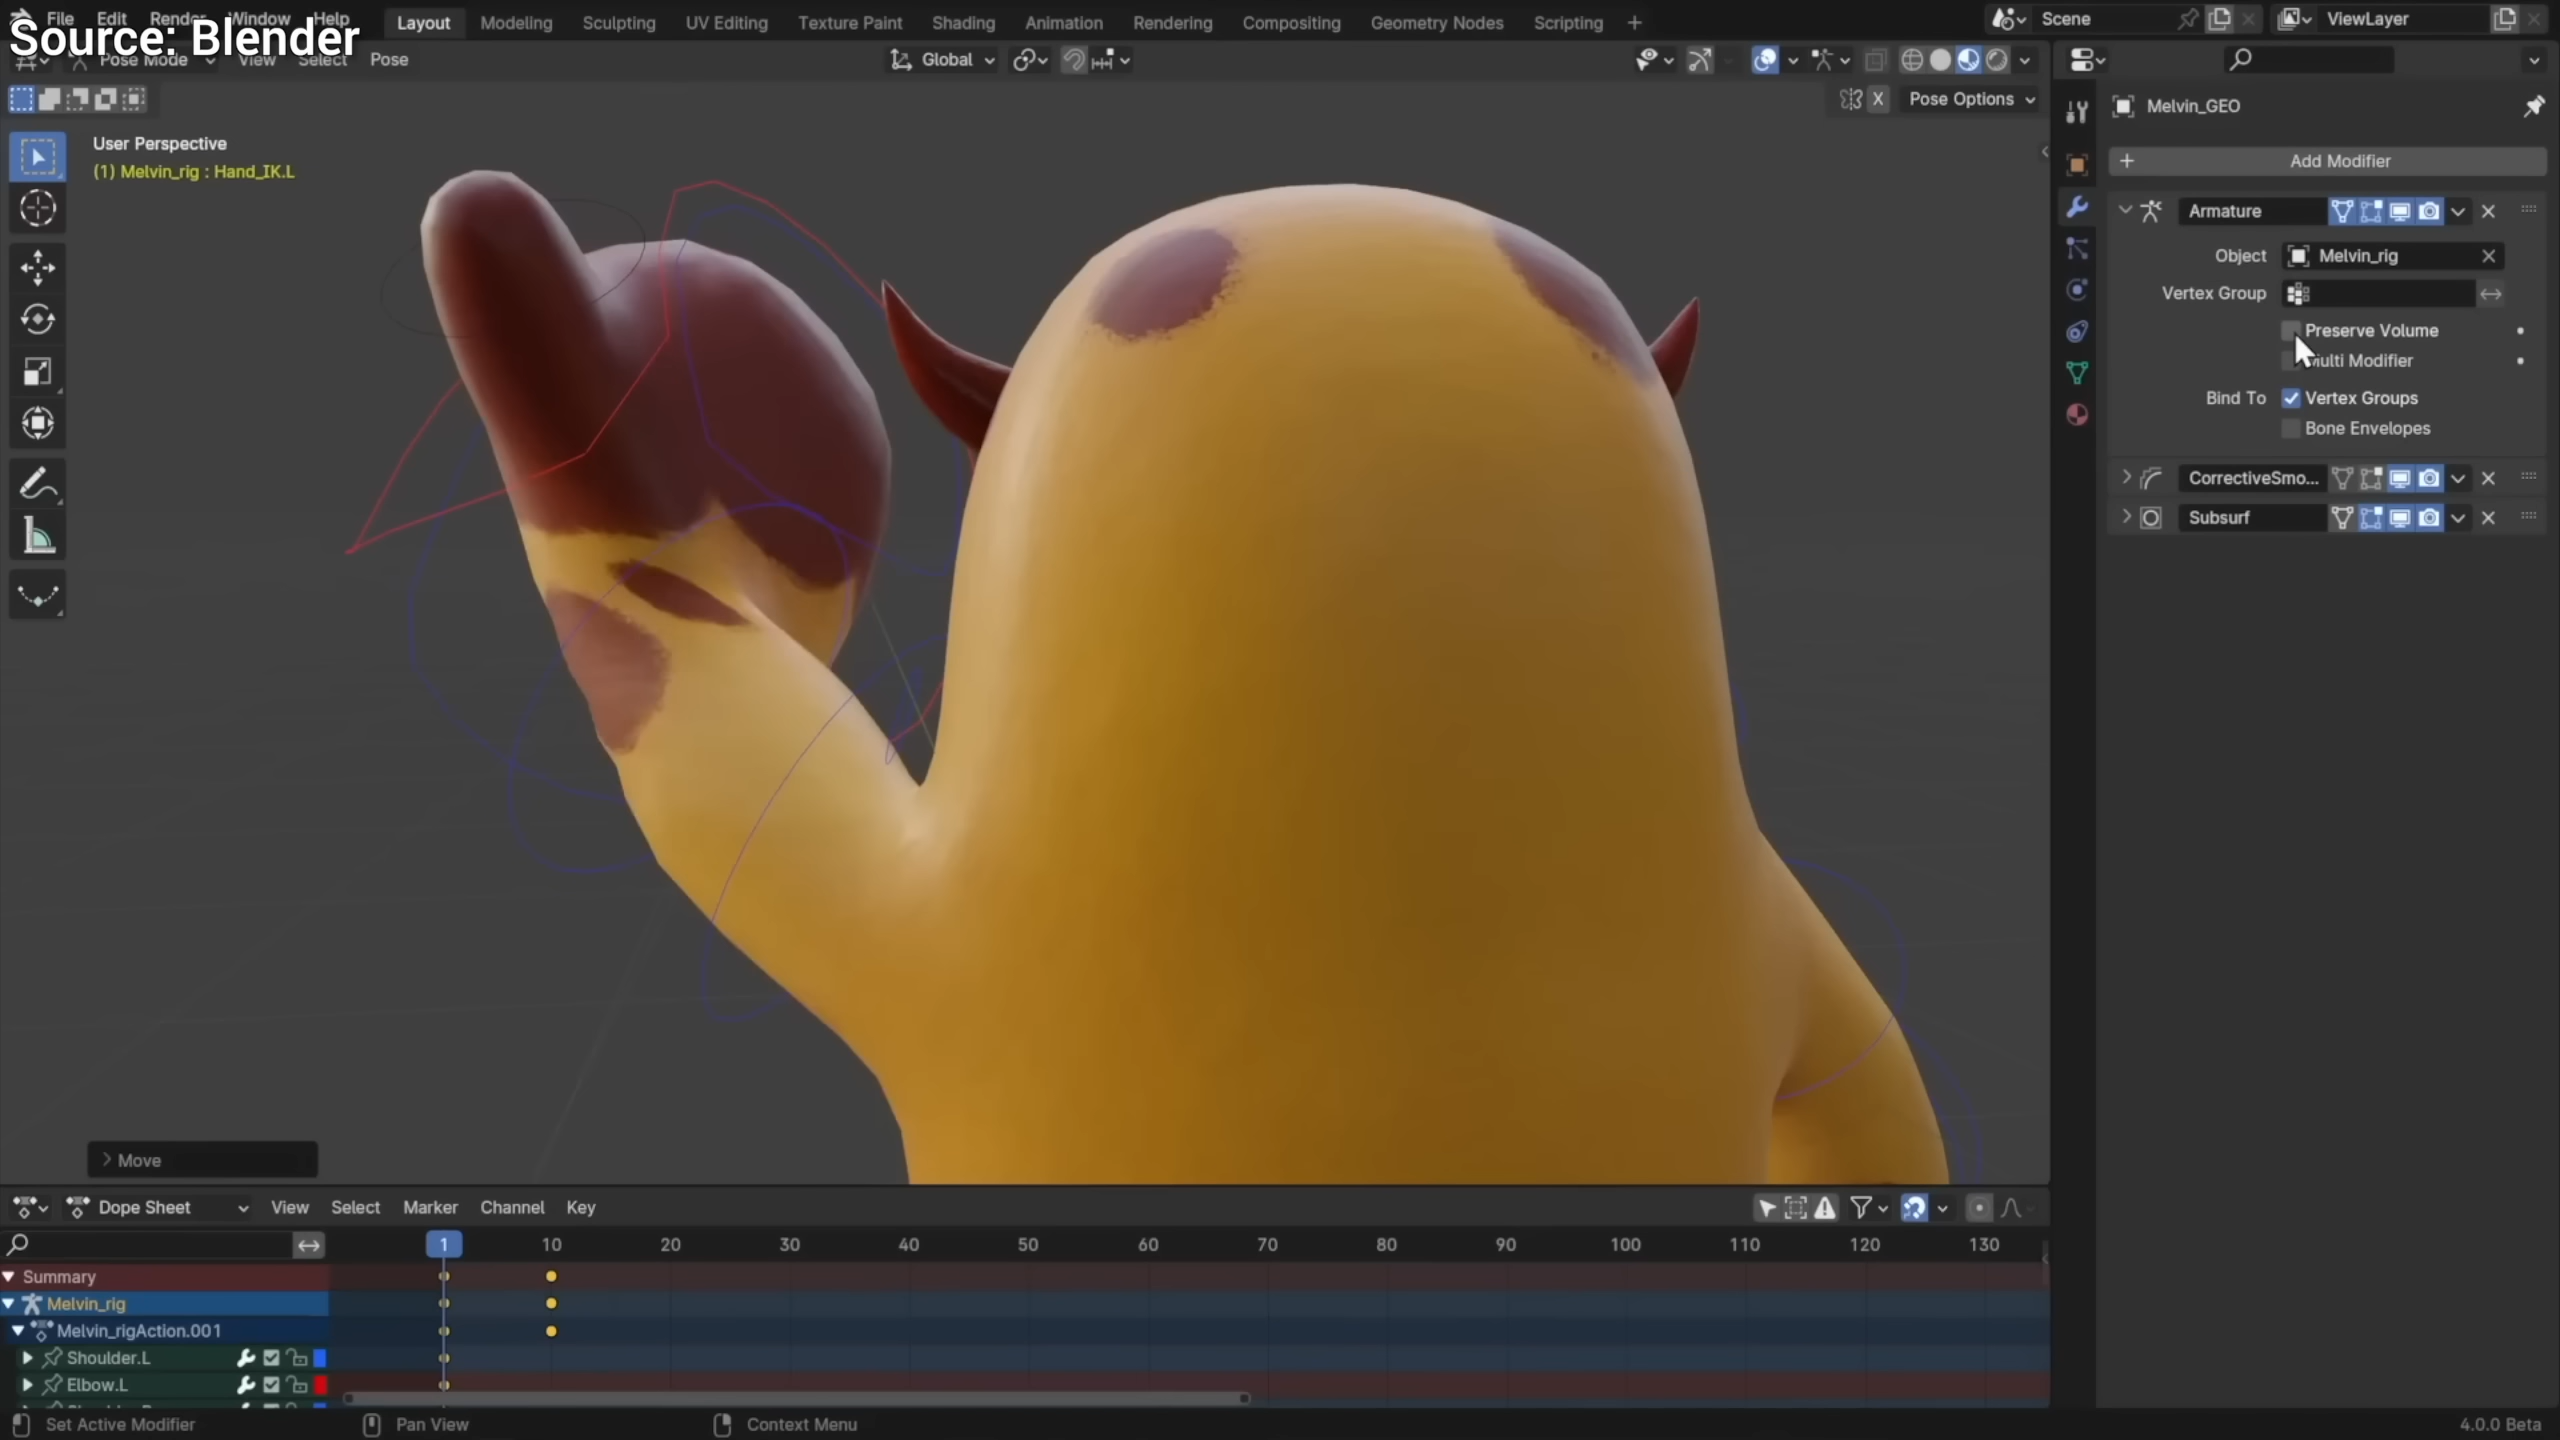 File Edit Render Window Help
Source: Blender
Layout Modeling Sculpting UV Editing Texture Paint Shading Animation Rendering Compositing Geometry Nodes Scripting +
Scene
ViewLayer
Pose Mode View Select Pose
Global
X Pose Options
User Perspective
(1) Melvin_rig : Hand_IK.L
Melvin_GEO
+ Add Modifier
Armature
Object Melvin_rig
Vertex Group
Preserve Volume
Multi Modifier
Bind To Vertex Groups
Bone Envelopes
CorrectiveSmo...
Subsurf
Move
Dope Sheet View Select Marker Channel Key
1 10 20 30 40 50 60 70 80 90 100 110 120 130
Summary
Melvin_rig
Melvin_rigAction.001
Shoulder.L
Elbow.L
Set Active Modifier Pan View Context Menu 4.0.0 Beta